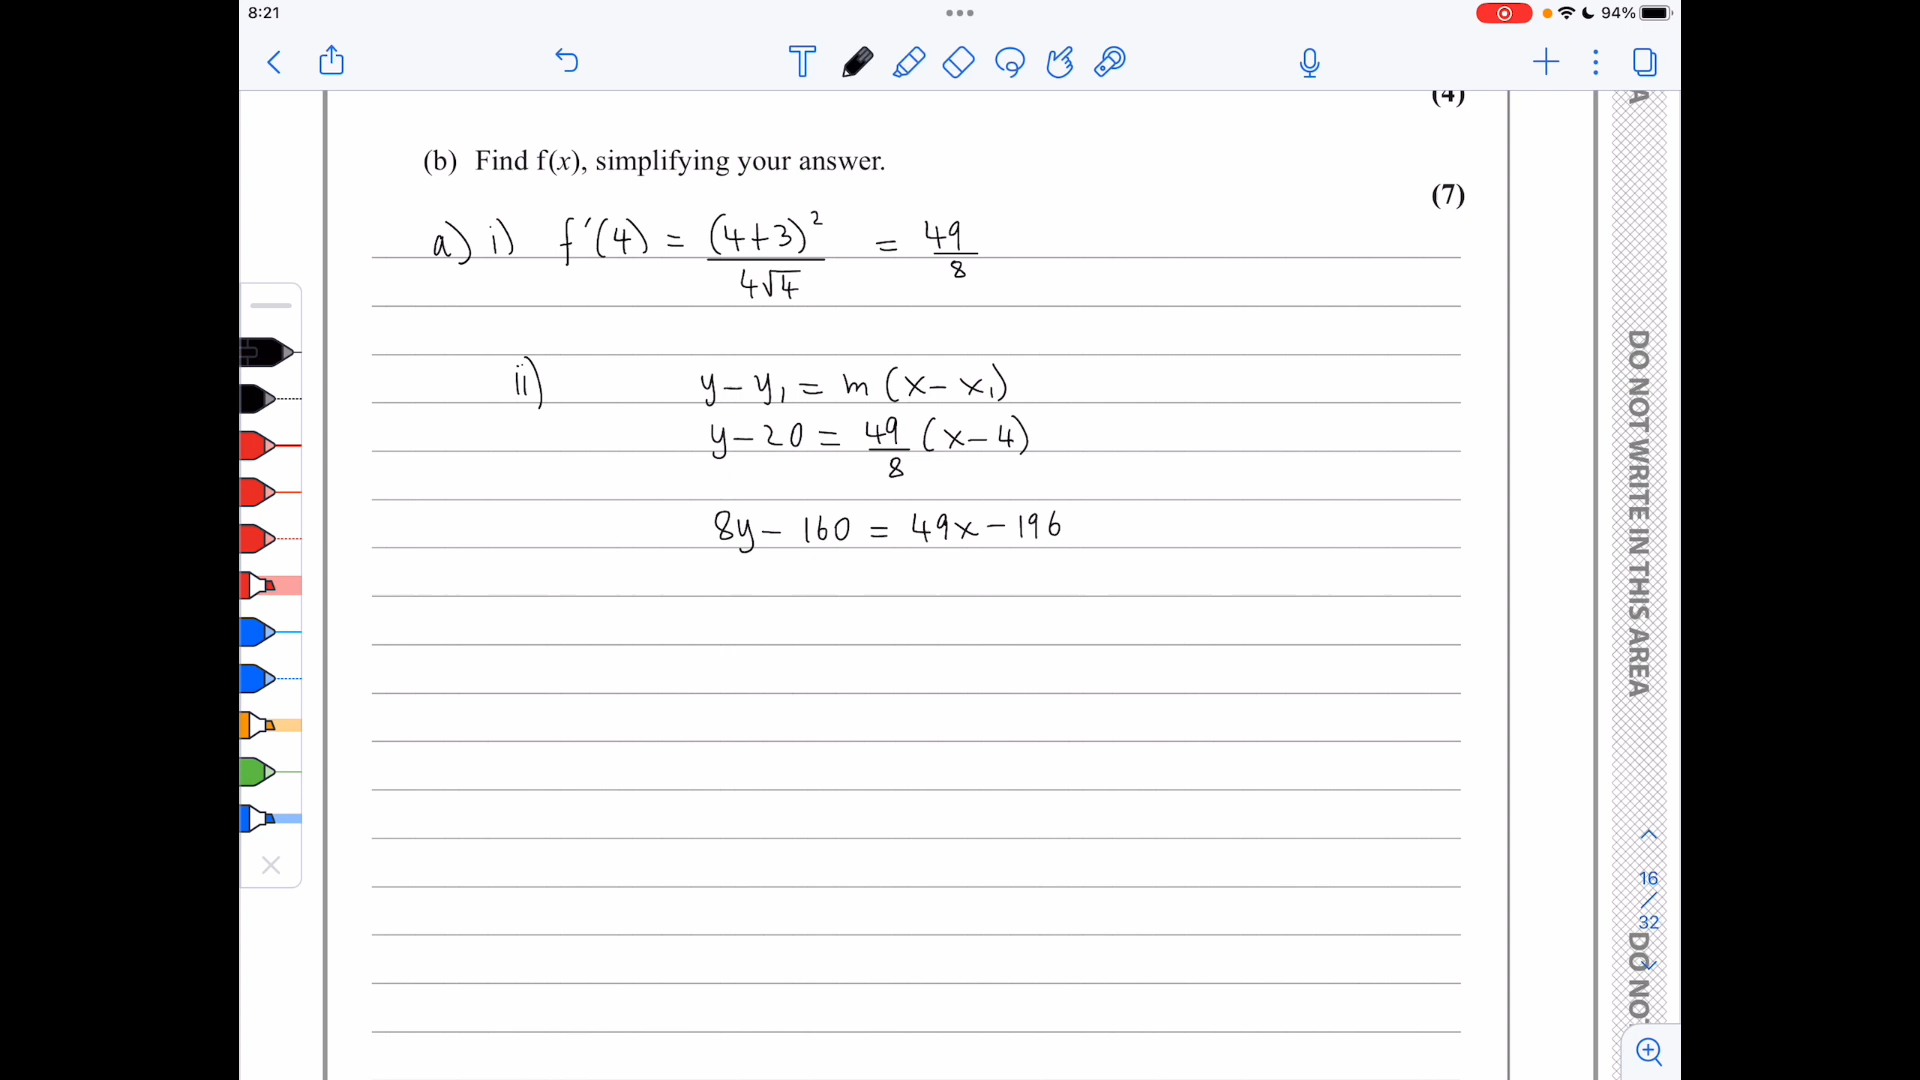 8:21
94%
(4)
A
(b) Find f(x), simplifying your answer.
(7)
a) i) f'(4) = (4+3)² / 4√4 = 49/8
ii) y - y₁ = m (x - x₁)
y - 20 = 49/8 (x - 4)
8y - 160 = 49x - 196
DO NOT WRITE IN THIS AREA
16
32
DO NO